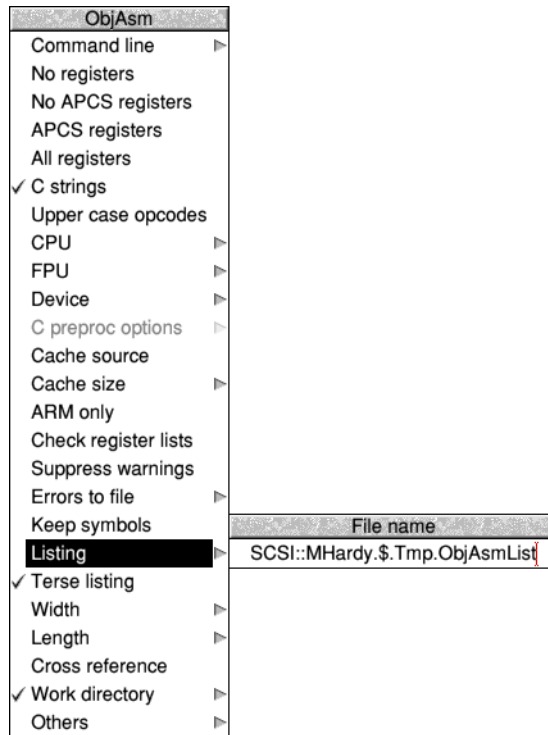 ObjAsm
Command line
No registers
No APCS registers
APCS registers
All registers
C strings
Upper case opcodes
CPU
FPU
Device
C preproc options
Cache source
Cache size
ARM only
Check register lists
Suppress warnings
Errors to file
Keep symbols
File name
Listing
SCSI::MHardy.$.Tmp.ObjAsmList
Terse listing
Width
Length
Cross reference
Work directory
Others